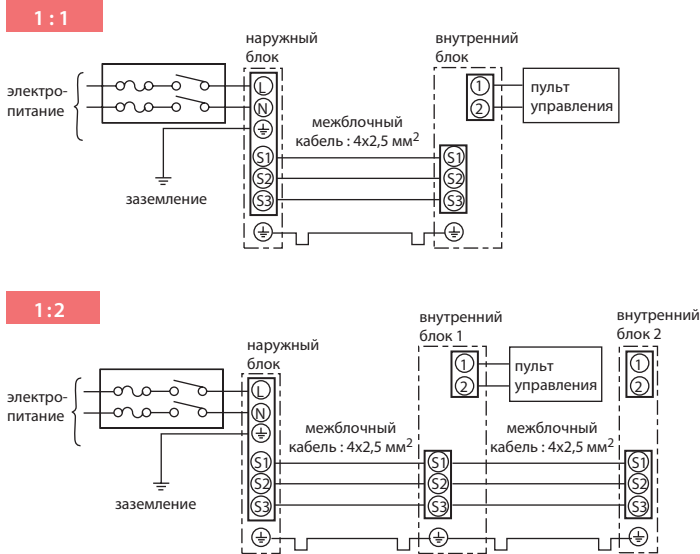 1 : 1
наружный
блок
внутренний
блок
электро-
питание
L
N
1
2
пульт
управления
межблочный
кабель : 4x2,5 мм2
S1
S2
S3
S1
S2
S3
заземление
1:2
наружный
блок
внутренний
блок 1
внутренний
блок 2
электро-
питание
L
N
1
2
пульт
управления
1
2
межблочный
кабель : 4x2,5 мм2
межблочный
кабель : 4x2,5 мм2
S1
S2
S3
S1
S2
S3
S1
S2
S3
заземление